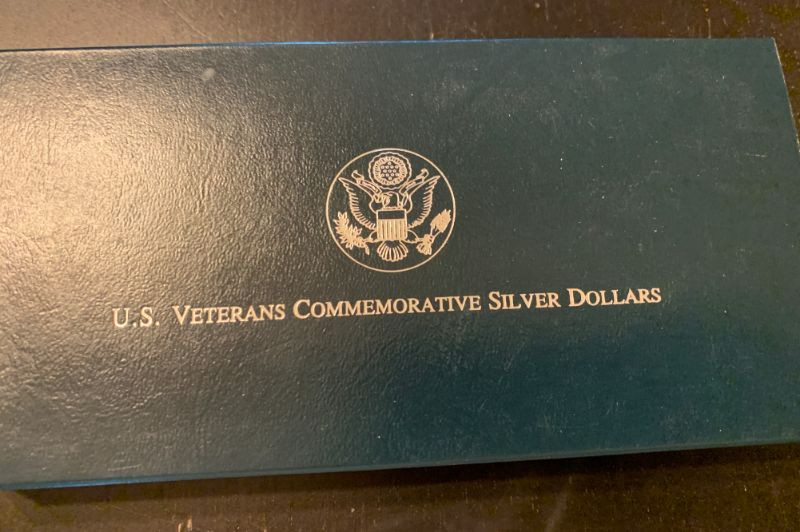 U.S. VETERANS COMMEMORATIVE SILVER DOLLARS